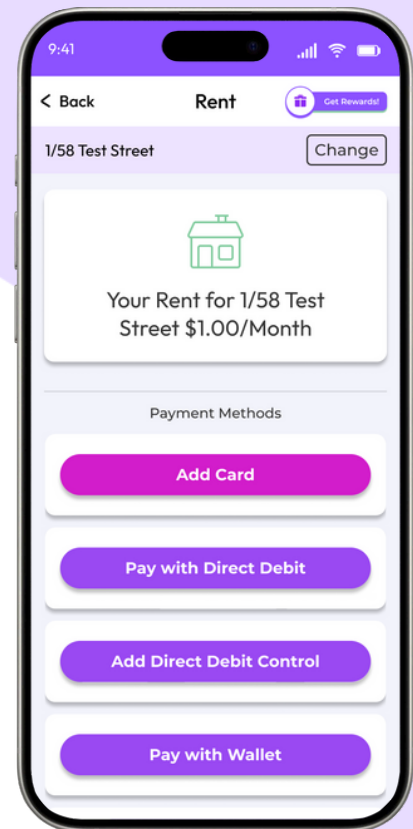 9:41
< Back Rent Get Rewards!
1/58 Test Street Change
Your Rent for 1/58 Test
Street $1.00/Month
Payment Methods
Add Card
Pay with Direct Debit
Add Direct Debit Control
Pay with Wallet